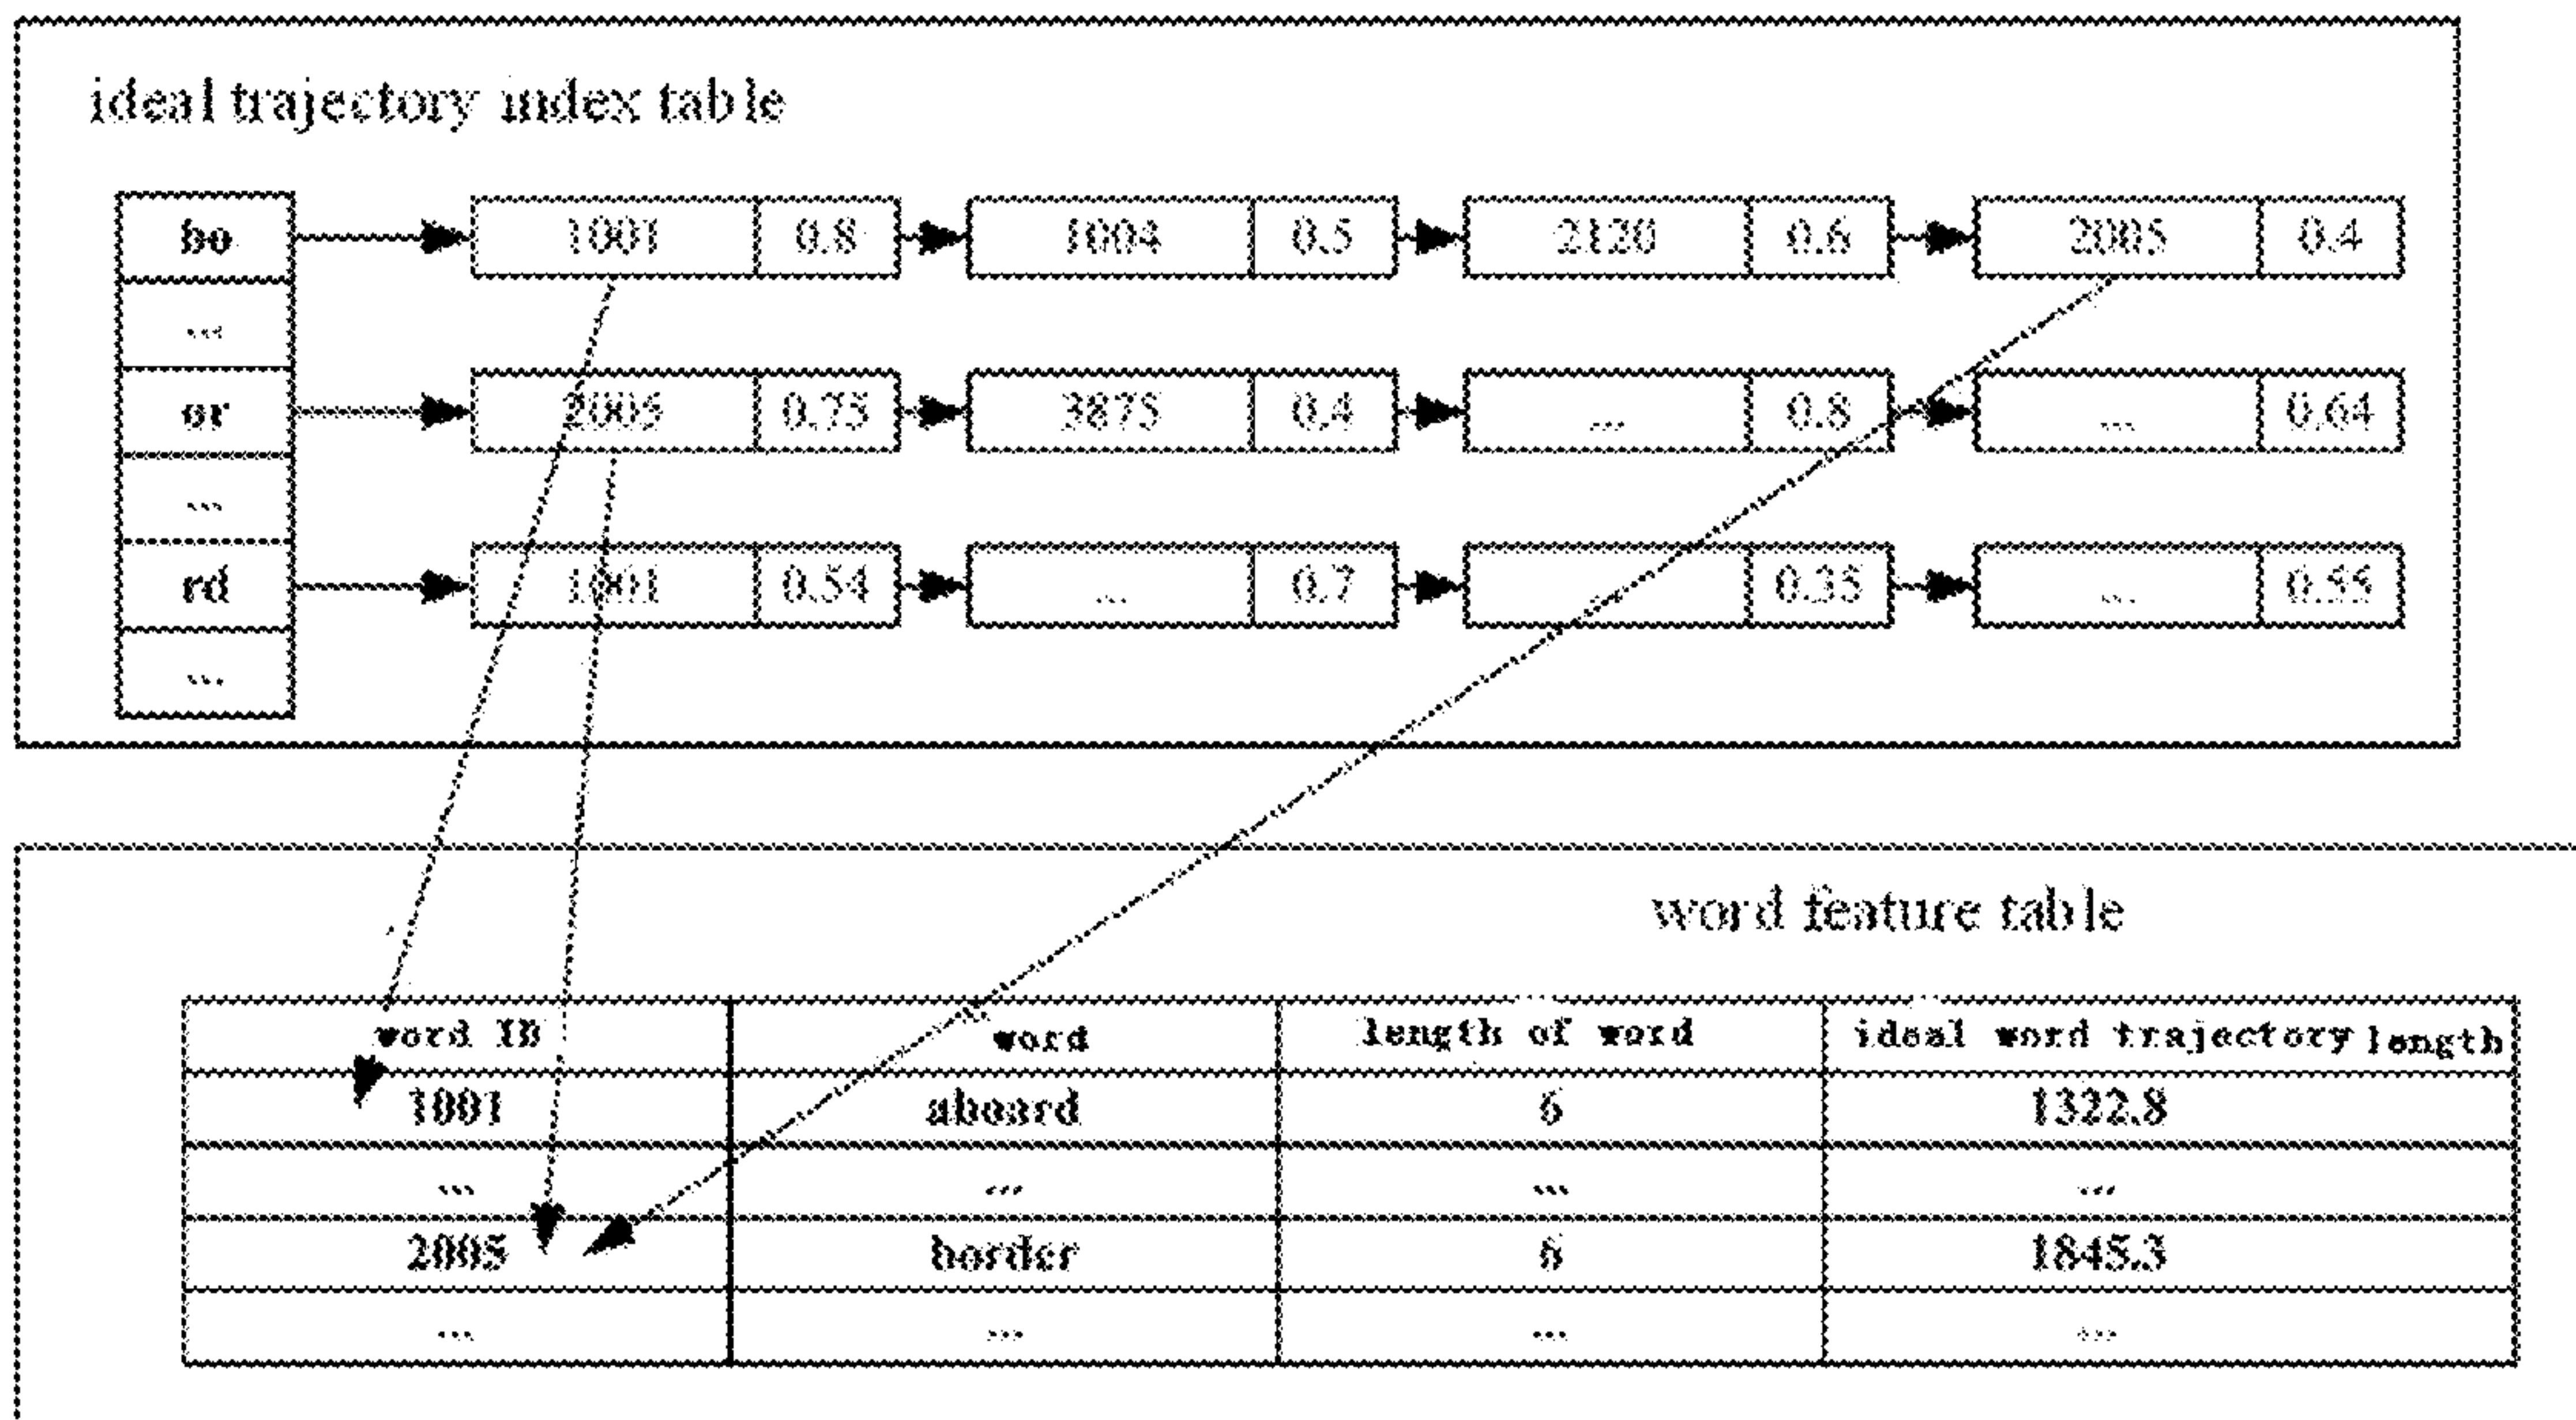 ideal trajectory index table
bo 1001 0.8 1004 0.5 2120 0.6 2005 0.4
...
or 2005 0.75 3875 0.4 ... 0.8 ... 0.64
...
rd 1001 0.54 ... 0.7 ... 0.35 ... 0.55
...
word feature table
word ID word length of word ideal word trajectory length
1001 aboard 6 1322.8
... ... ... ...
2005 border 6 1845.3
... ... ... ...